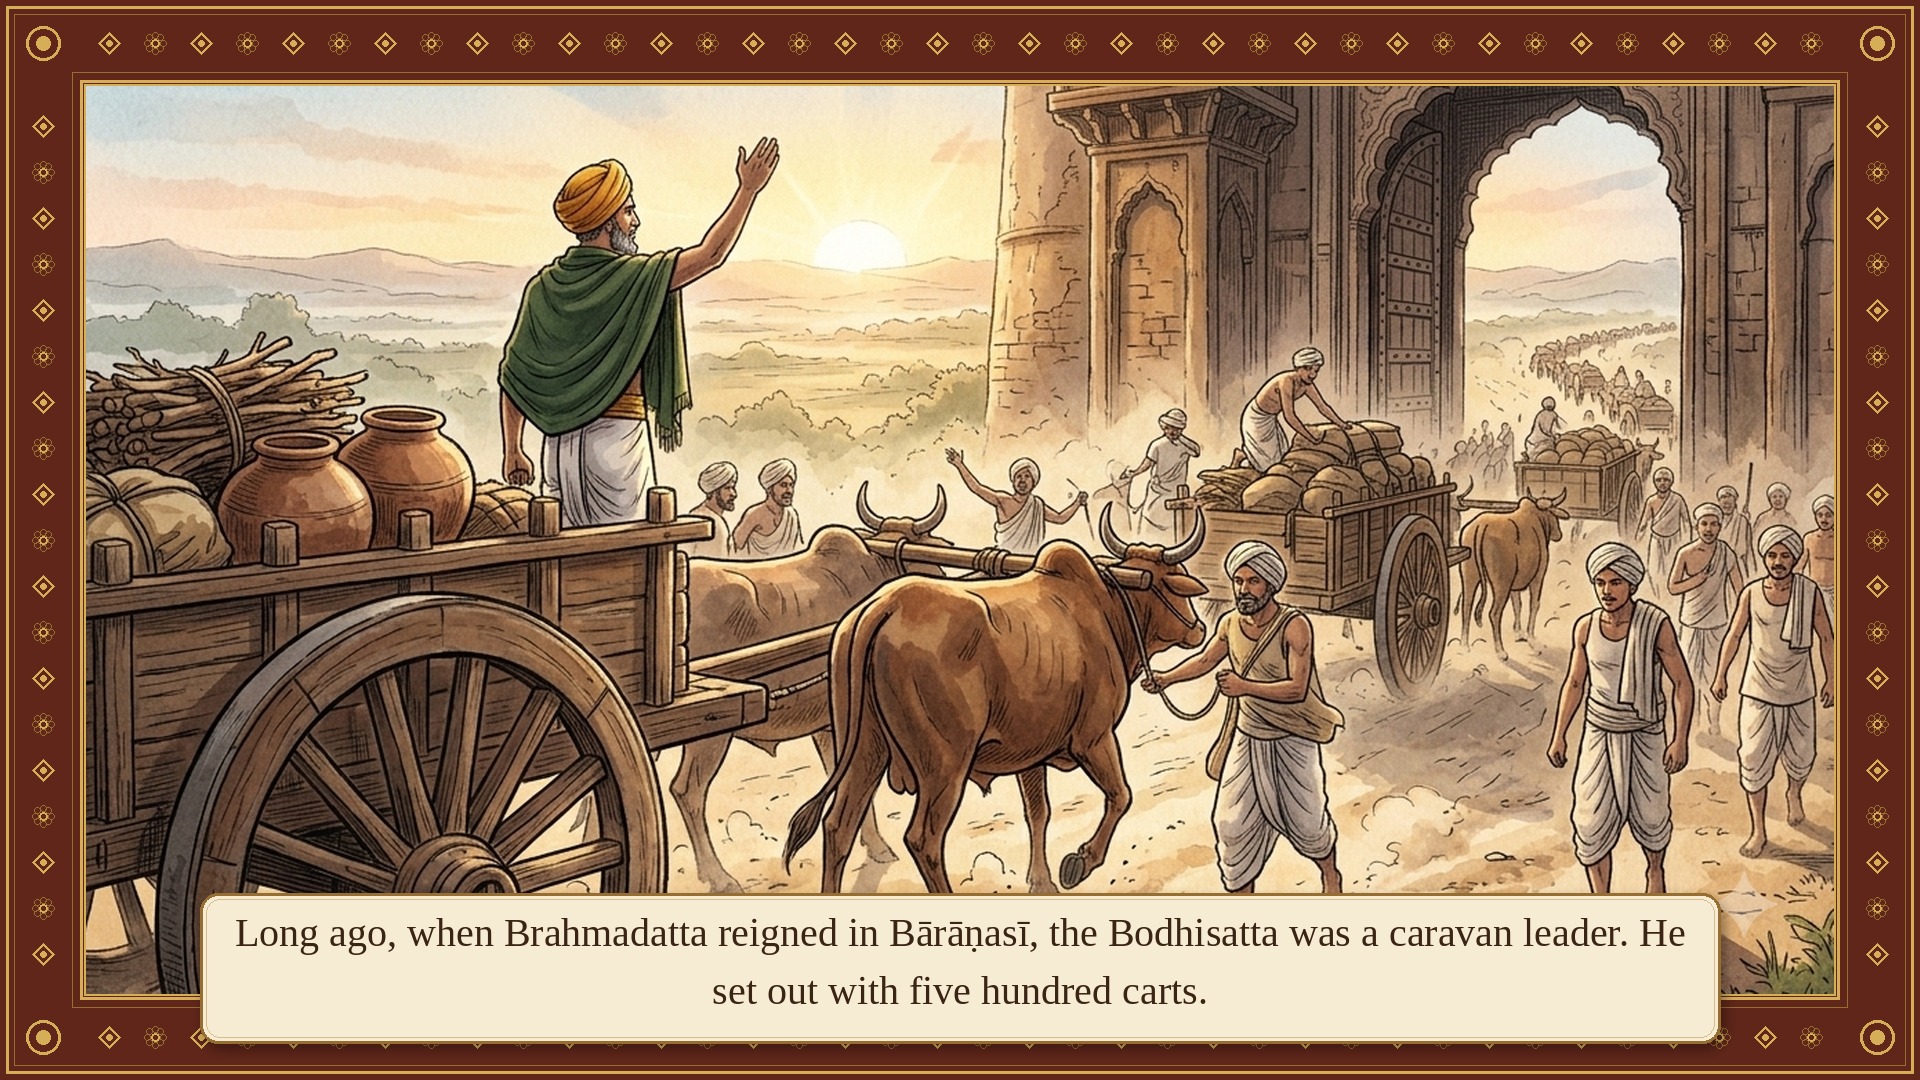 Long ago, when Brahmadatta reigned in Bārāṇasī, the Bodhisatta was a caravan leader. He
set out with five hundred carts.